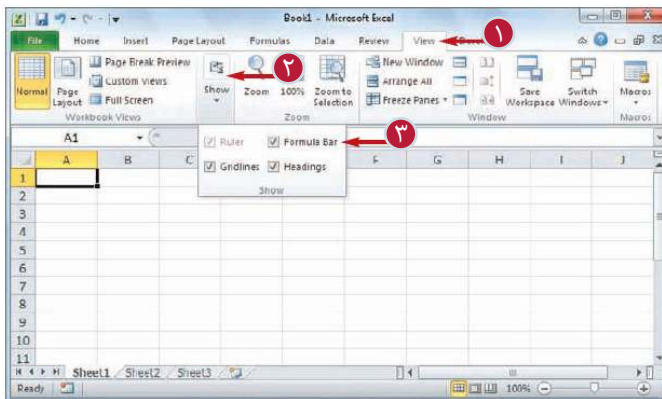 Book1 - Microsoft Excel
File Home Insert Page Layout Formulas Data Review View ١
Normal Page Layout Page Break Preview Custom Views Full Screen
Workbook Views
Show ٢
Zoom 100% Zoom to Selection
Zoom
New Window Arrange All Freeze Panes
Save Workspace Switch Windows
Window
Macros
Macros
A1
Ruler Formula Bar ٣
Gridlines Headings
Show
A B C F G H I J
1
2
3
4
5
6
7
8
9
10
11
Sheet1 Sheet2 Sheet3
Ready 100%